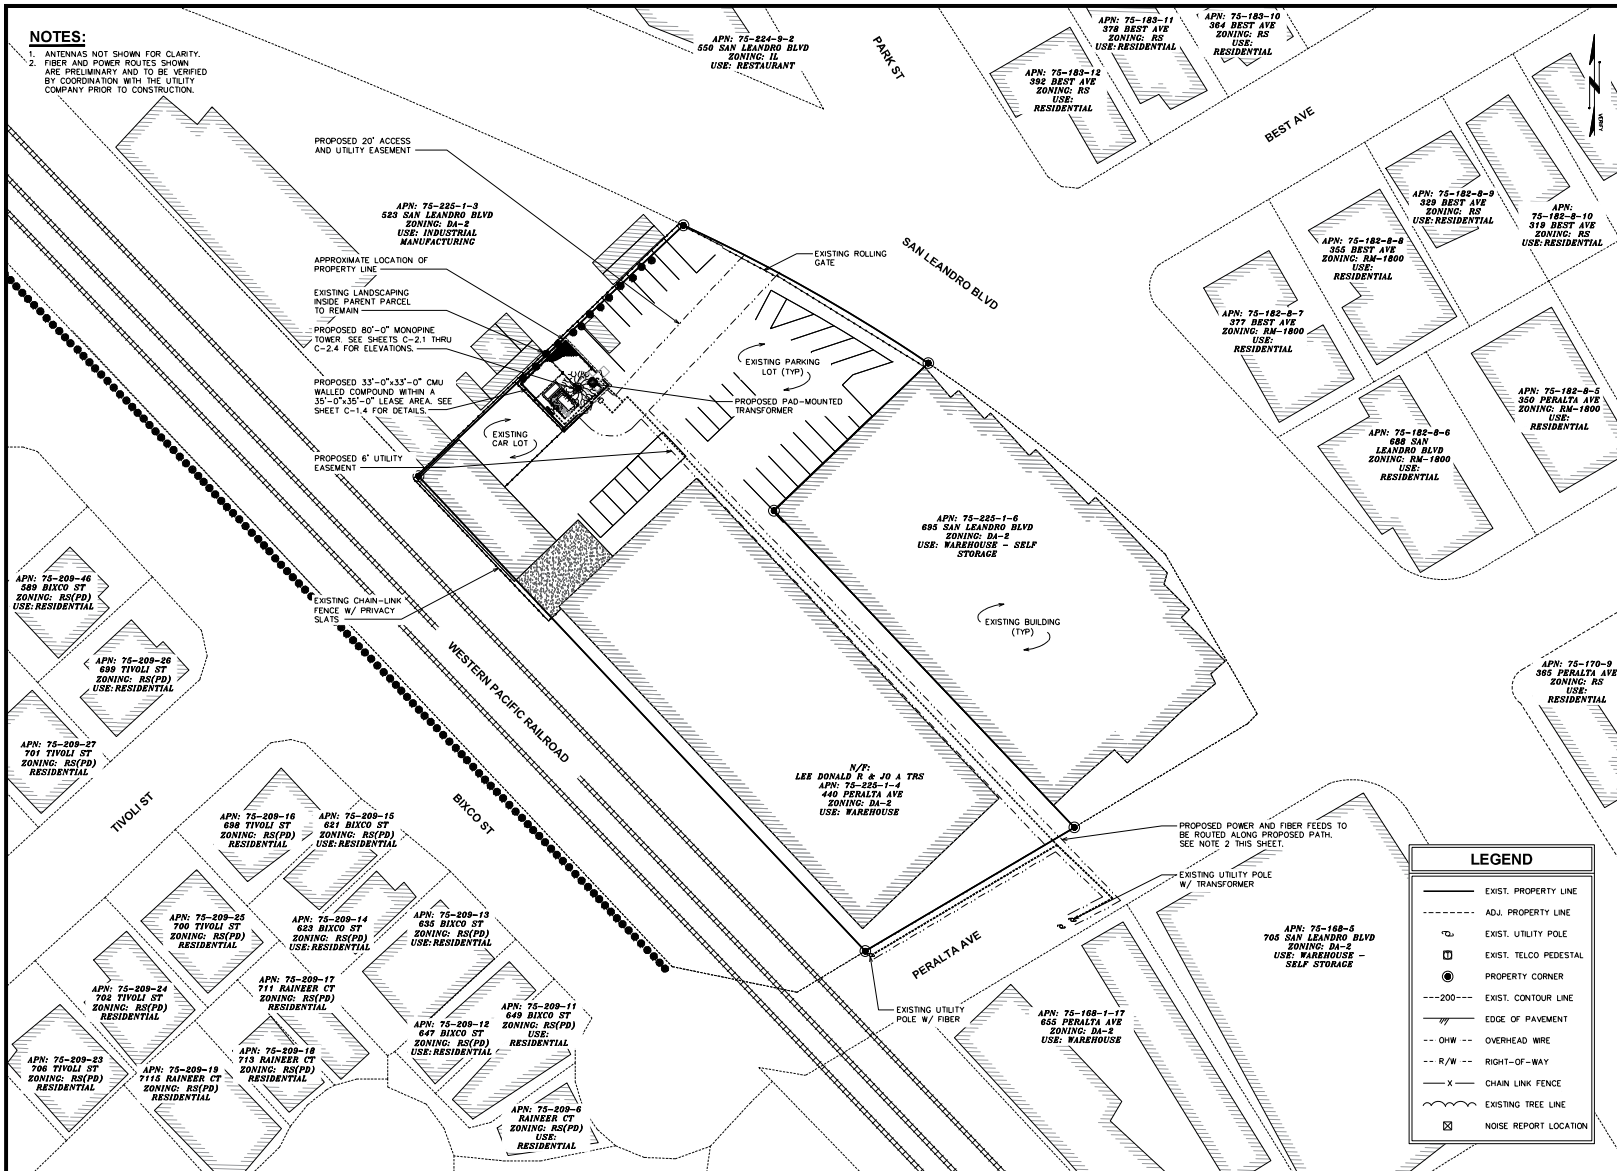 NOTES:
1. ANTENNAS NOT SHOWN FOR CLARITY.
2. FIBER AND POWER ROUTES SHOWN
ARE PRELIMINARY AND TO BE VERIFIED
BY COORDINATION WITH THE UTILITY
COMPANY PRIOR TO CONSTRUCTION.
APN: 75-224-9-2
550 SAN LEANDRO BLVD
ZONING: IL
USE: RESTAURANT
PARK ST
APN: 75-183-11
378 BEST AVE
ZONING: RS
USE: RESIDENTIAL
APN: 75-183-10
364 BEST AVE
ZONING: RS
USE:
RESIDENTIAL
APN: 75-183-12
392 BEST AVE
ZONING: RS
USE:
RESIDENTIAL
BEST AVE
VERIFY
PROPOSED 20' ACCESS
AND UTILITY EASEMENT
APN: 75-225-1-3
523 SAN LEANDRO BLVD
ZONING: DA-2
USE: INDUSTRIAL
MANUFACTURING
APPROXIMATE LOCATION OF
PROPERTY LINE
EXISTING LANDSCAPING
INSIDE PARENT PARCEL
TO REMAIN
PROPOSED 80'-0" MONOPINE
TOWER. SEE SHEETS C-2.1 THRU
C-2.4 FOR ELEVATIONS.
PROPOSED 33'-0"x33'-0" CMU
WALLED COMPOUND WITHIN A
35'-0"x35'-0" LEASE AREA. SEE
SHEET C-1.4 FOR DETAILS.
PROPOSED 6' UTILITY
EASEMENT
EXISTING
CAR LOT
EXISTING ROLLING
GATE
SAN LEANDRO BLVD
EXISTING PARKING
LOT (TYP)
PROPOSED PAD-MOUNTED
TRANSFORMER
APN: 75-182-8-9
329 BEST AVE
ZONING: RS
USE: RESIDENTIAL
APN:
75-182-8-10
319 BEST AVE
ZONING: RS
USE: RESIDENTIAL
APN: 75-182-8-8
355 BEST AVE
ZONING: RM-1800
USE:
RESIDENTIAL
APN: 75-182-8-7
377 BEST AVE
ZONING: RM-1800
USE:
RESIDENTIAL
APN: 75-182-8-5
350 PERALTA AVE
ZONING: RM-1800
USE:
RESIDENTIAL
APN: 75-182-8-6
688 SAN
LEANDRO BLVD
ZONING: RM-1800
USE:
RESIDENTIAL
APN: 75-225-1-6
695 SAN LEANDRO BLVD
ZONING: DA-2
USE: WAREHOUSE - SELF
STORAGE
EXISTING BUILDING
(TYP)
APN: 75-170-9
365 PERALTA AVE
ZONING: RS
USE:
RESIDENTIAL
EXISTING CHAIN-LINK
FENCE W/ PRIVACY
SLATS
WESTERN PACIFIC RAILROAD
APN: 75-209-46
589 BIXCO ST
ZONING: RS(PD)
USE: RESIDENTIAL
APN: 75-209-26
699 TIVOLI ST
ZONING: RS(PD)
USE: RESIDENTIAL
APN: 75-209-27
701 TIVOLI ST
ZONING: RS(PD)
RESIDENTIAL
TIVOLI ST
BIXCO ST
N/F:
LEE DONALD R & JO A TRS
APN: 75-225-1-4
440 PERALTA AVE
ZONING: DA-2
USE: WAREHOUSE
APN: 75-209-16
698 TIVOLI ST
ZONING: RS(PD)
RESIDENTIAL
APN: 75-209-15
621 BIXCO ST
ZONING: RS(PD)
USE: RESIDENTIAL
APN: 75-209-25
700 TIVOLI ST
ZONING: RS(PD)
RESIDENTIAL
APN: 75-209-14
623 BIXCO ST
ZONING: RS(PD)
USE: RESIDENTIAL
APN: 75-209-13
635 BIXCO ST
ZONING: RS(PD)
USE: RESIDENTIAL
APN: 75-209-24
702 TIVOLI ST
ZONING: RS(PD)
RESIDENTIAL
APN: 75-209-17
711 RAINEER CT
ZONING: RS(PD)
RESIDENTIAL
APN: 75-209-12
647 BIXCO ST
ZONING: RS(PD)
USE: RESIDENTIAL
APN: 75-209-11
649 BIXCO ST
ZONING: RS(PD)
USE:
RESIDENTIAL
APN: 75-209-23
706 TIVOLI ST
ZONING: RS(PD)
RESIDENTIAL
APN: 75-209-19
7115 RAINEER CT
ZONING: RS(PD)
RESIDENTIAL
APN: 75-209-18
713 RAINEER CT
ZONING: RS(PD)
RESIDENTIAL
APN: 75-209-6
RAINEER CT
ZONING: RS(PD)
USE:
RESIDENTIAL
PROPOSED POWER AND FIBER FEEDS TO
BE ROUTED ALONG PROPOSED PATH.
SEE NOTE 2 THIS SHEET.
EXISTING UTILITY POLE
W/ TRANSFORMER
PERALTA AVE
EXISTING UTILITY
POLE W/ FIBER
APN: 75-168-5
705 SAN LEANDRO BLVD
ZONING: DA-2
USE: WAREHOUSE -
SELF STORAGE
APN: 75-168-1-17
655 PERALTA AVE
ZONING: DA-2
USE: WAREHOUSE
LEGEND
EXIST. PROPERTY LINE
ADJ. PROPERTY LINE
EXIST. UTILITY POLE
T EXIST. TELCO PEDESTAL
PROPERTY CORNER
---200--- EXIST. CONTOUR LINE
EDGE OF PAVEMENT
-- OHW -- OVERHEAD WIRE
-- R/W -- RIGHT-OF-WAY
— X — CHAIN LINK FENCE
EXISTING TREE LINE
NOISE REPORT LOCATION